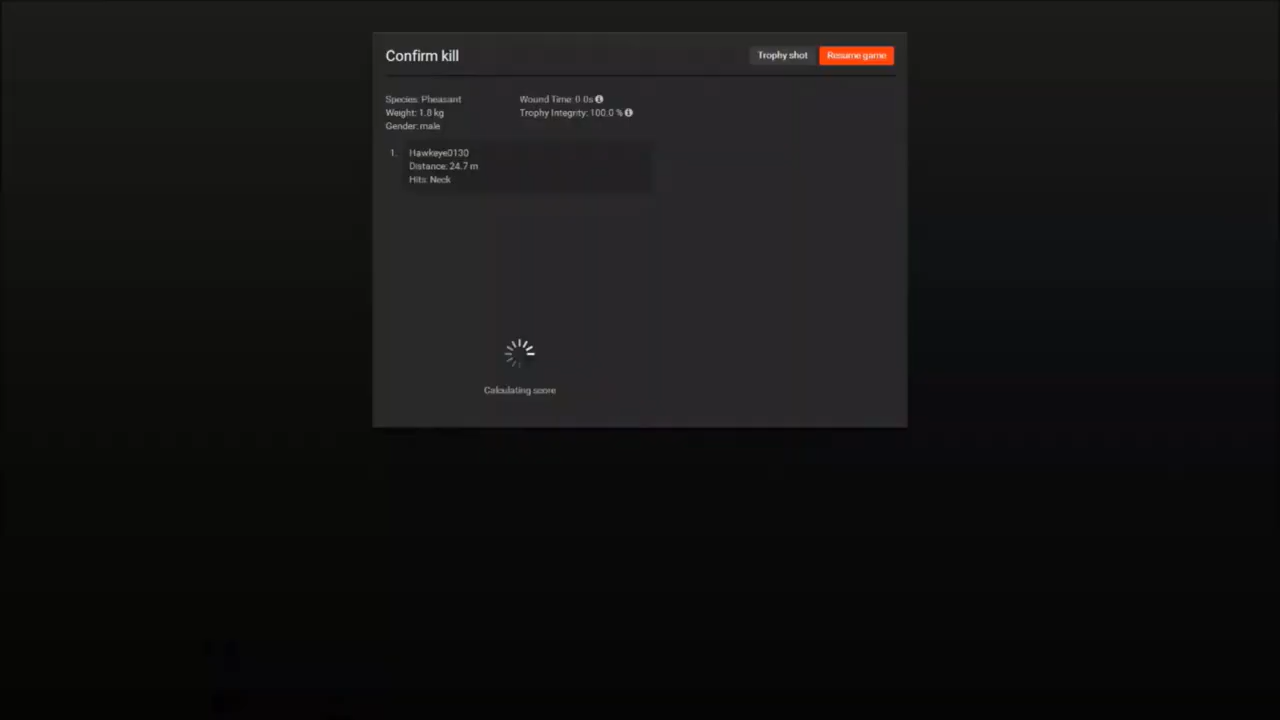 Confirm kill
Trophy shot
Resume game
Species: Pheasant
Weight: 1.8 kg
Gender: male
Wound Time: 0.0s
Trophy Integrity: 100.0 %
1.
Hawkeye0130
Distance: 24.7 m
Hits: Neck
Calculating score